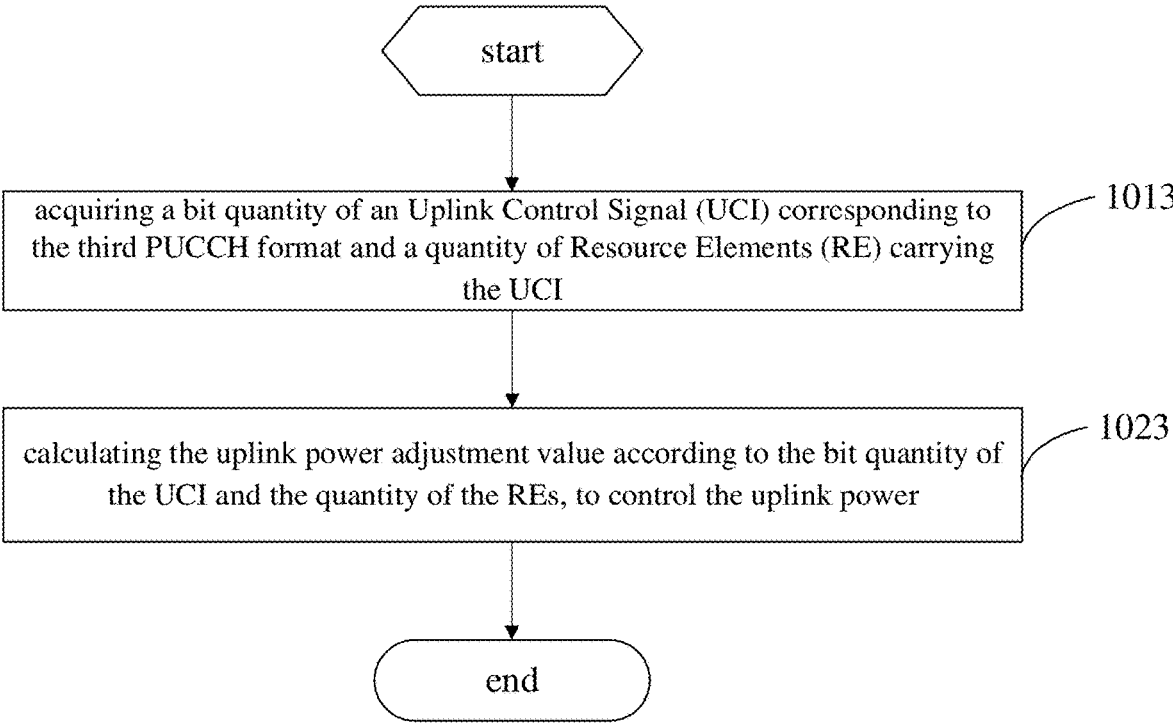 start
acquiring a bit quantity of an Uplink Control Signal (UCI) corresponding to
the third PUCCH format and a quantity of Resource Elements (RE) carrying
the UCI
1013
calculating the uplink power adjustment value according to the bit quantity of
the UCI and the quantity of the REs, to control the uplink power
1023
end